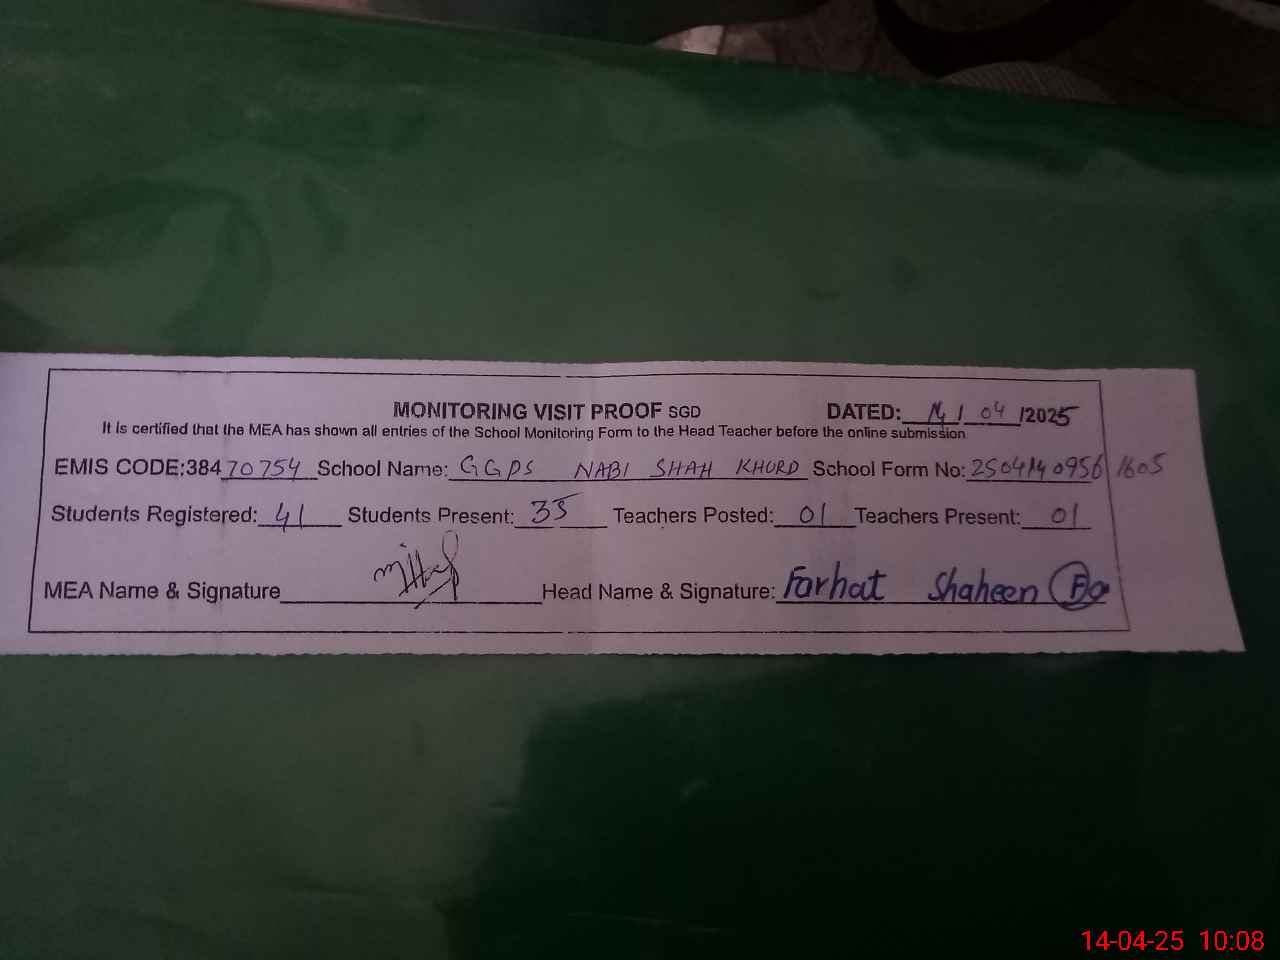 MONITORING VISIT PROOF SGD DATED: 14 / 04 /2025
It is certified that the MEA has shown all entries of the School Monitoring Form to the Head Teacher before the online submission
EMIS CODE:38470754 School Name: GGPS NABI SHAH KHURD School Form No: 25041409561605
Students Registered: 41 Students Present: 35 Teachers Posted: 01 Teachers Present: 01
MEA Name & Signature Head Name & Signature: Farhat Shaheen
14-04-25 10:08